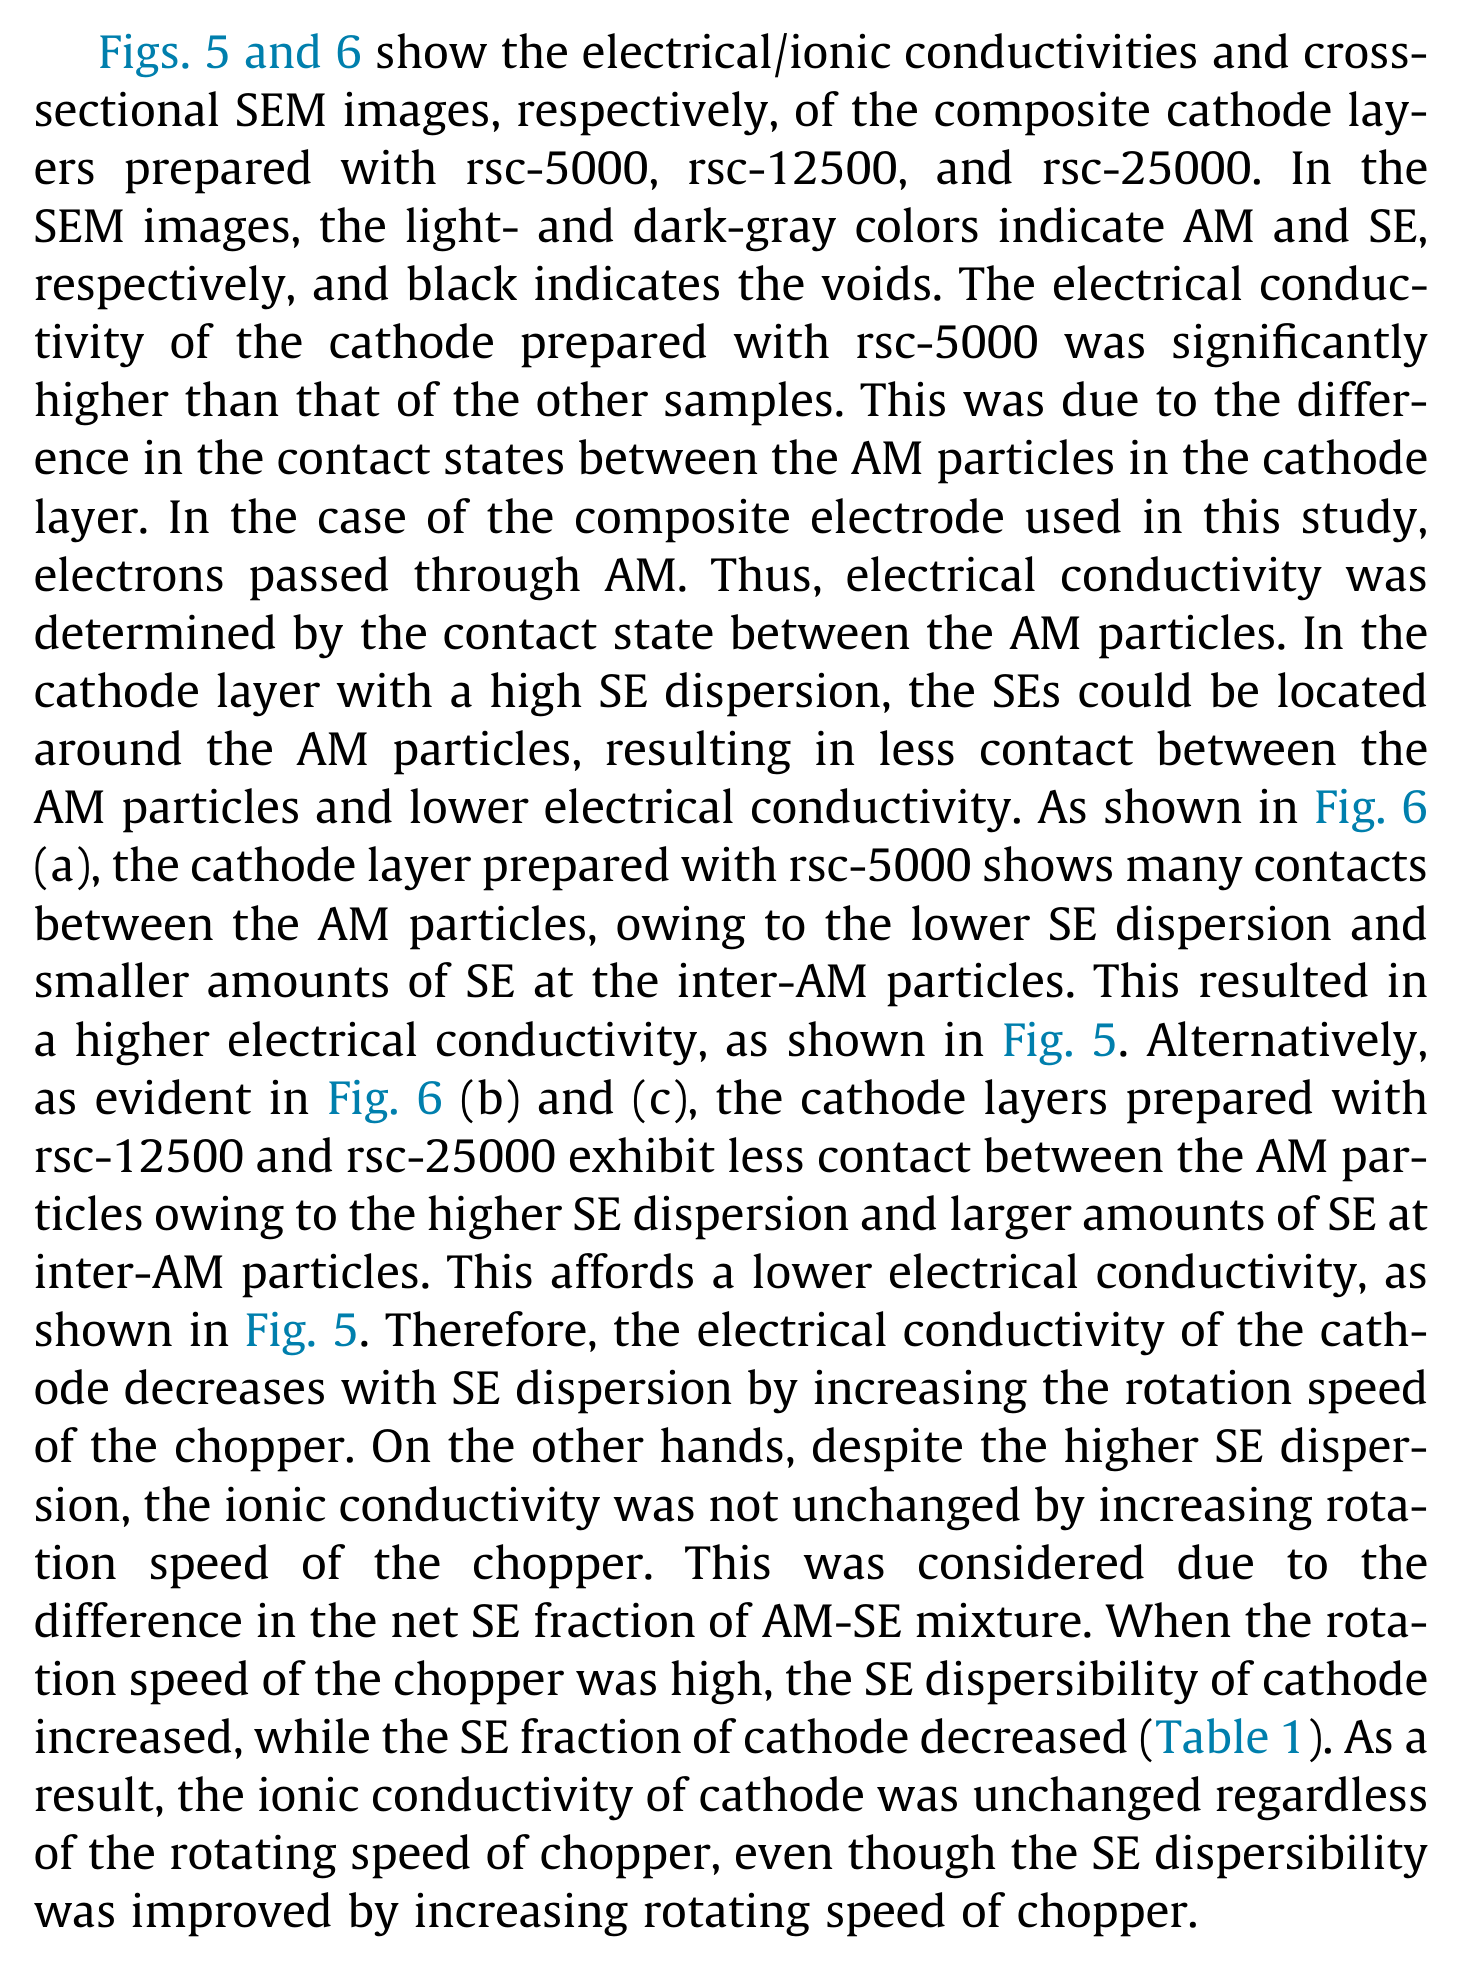 Figs. 5 and 6 show the electrical/ionic conductivities and cross-
sectional SEM images, respectively, of the composite cathode lay-
ers prepared with rsc-5000, rsc-12500, and rsc-25000. In the
SEM images, the light- and dark-gray colors indicate AM and SE,
respectively, and black indicates the voids. The electrical conduc-
tivity of the cathode prepared with rsc-5000 was significantly
higher than that of the other samples. This was due to the differ-
ence in the contact states between the AM particles in the cathode
layer. In the case of the composite electrode used in this study,
electrons passed through AM. Thus, electrical conductivity was
determined by the contact state between the AM particles. In the
cathode layer with a high SE dispersion, the SEs could be located
around the AM particles, resulting in less contact between the
AM particles and lower electrical conductivity. As shown in Fig. 6
(a), the cathode layer prepared with rsc-5000 shows many contacts
between the AM particles, owing to the lower SE dispersion and
smaller amounts of SE at the inter-AM particles. This resulted in
a higher electrical conductivity, as shown in Fig. 5. Alternatively,
as evident in Fig. 6 (b) and (c), the cathode layers prepared with
rsc-12500 and rsc-25000 exhibit less contact between the AM par-
ticles owing to the higher SE dispersion and larger amounts of SE at
inter-AM particles. This affords a lower electrical conductivity, as
shown in Fig. 5. Therefore, the electrical conductivity of the cath-
ode decreases with SE dispersion by increasing the rotation speed
of the chopper. On the other hands, despite the higher SE disper-
sion, the ionic conductivity was not unchanged by increasing rota-
tion speed of the chopper. This was considered due to the
difference in the net SE fraction of AM-SE mixture. When the rota-
tion speed of the chopper was high, the SE dispersibility of cathode
increased, while the SE fraction of cathode decreased (Table 1). As a
result, the ionic conductivity of cathode was unchanged regardless
of the rotating speed of chopper, even though the SE dispersibility
was improved by increasing rotating speed of chopper.